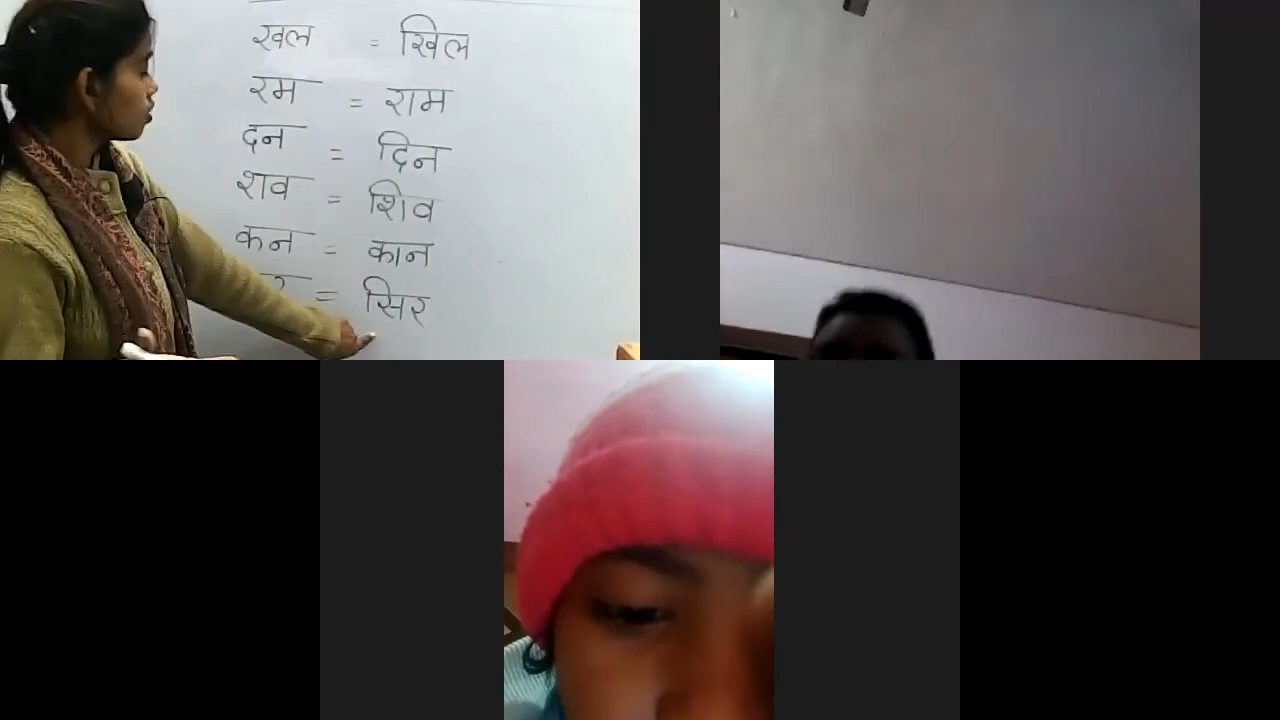 खल = खिल
रम = राम
दन = दिन
शव = शिव
कन = कान
= सिर